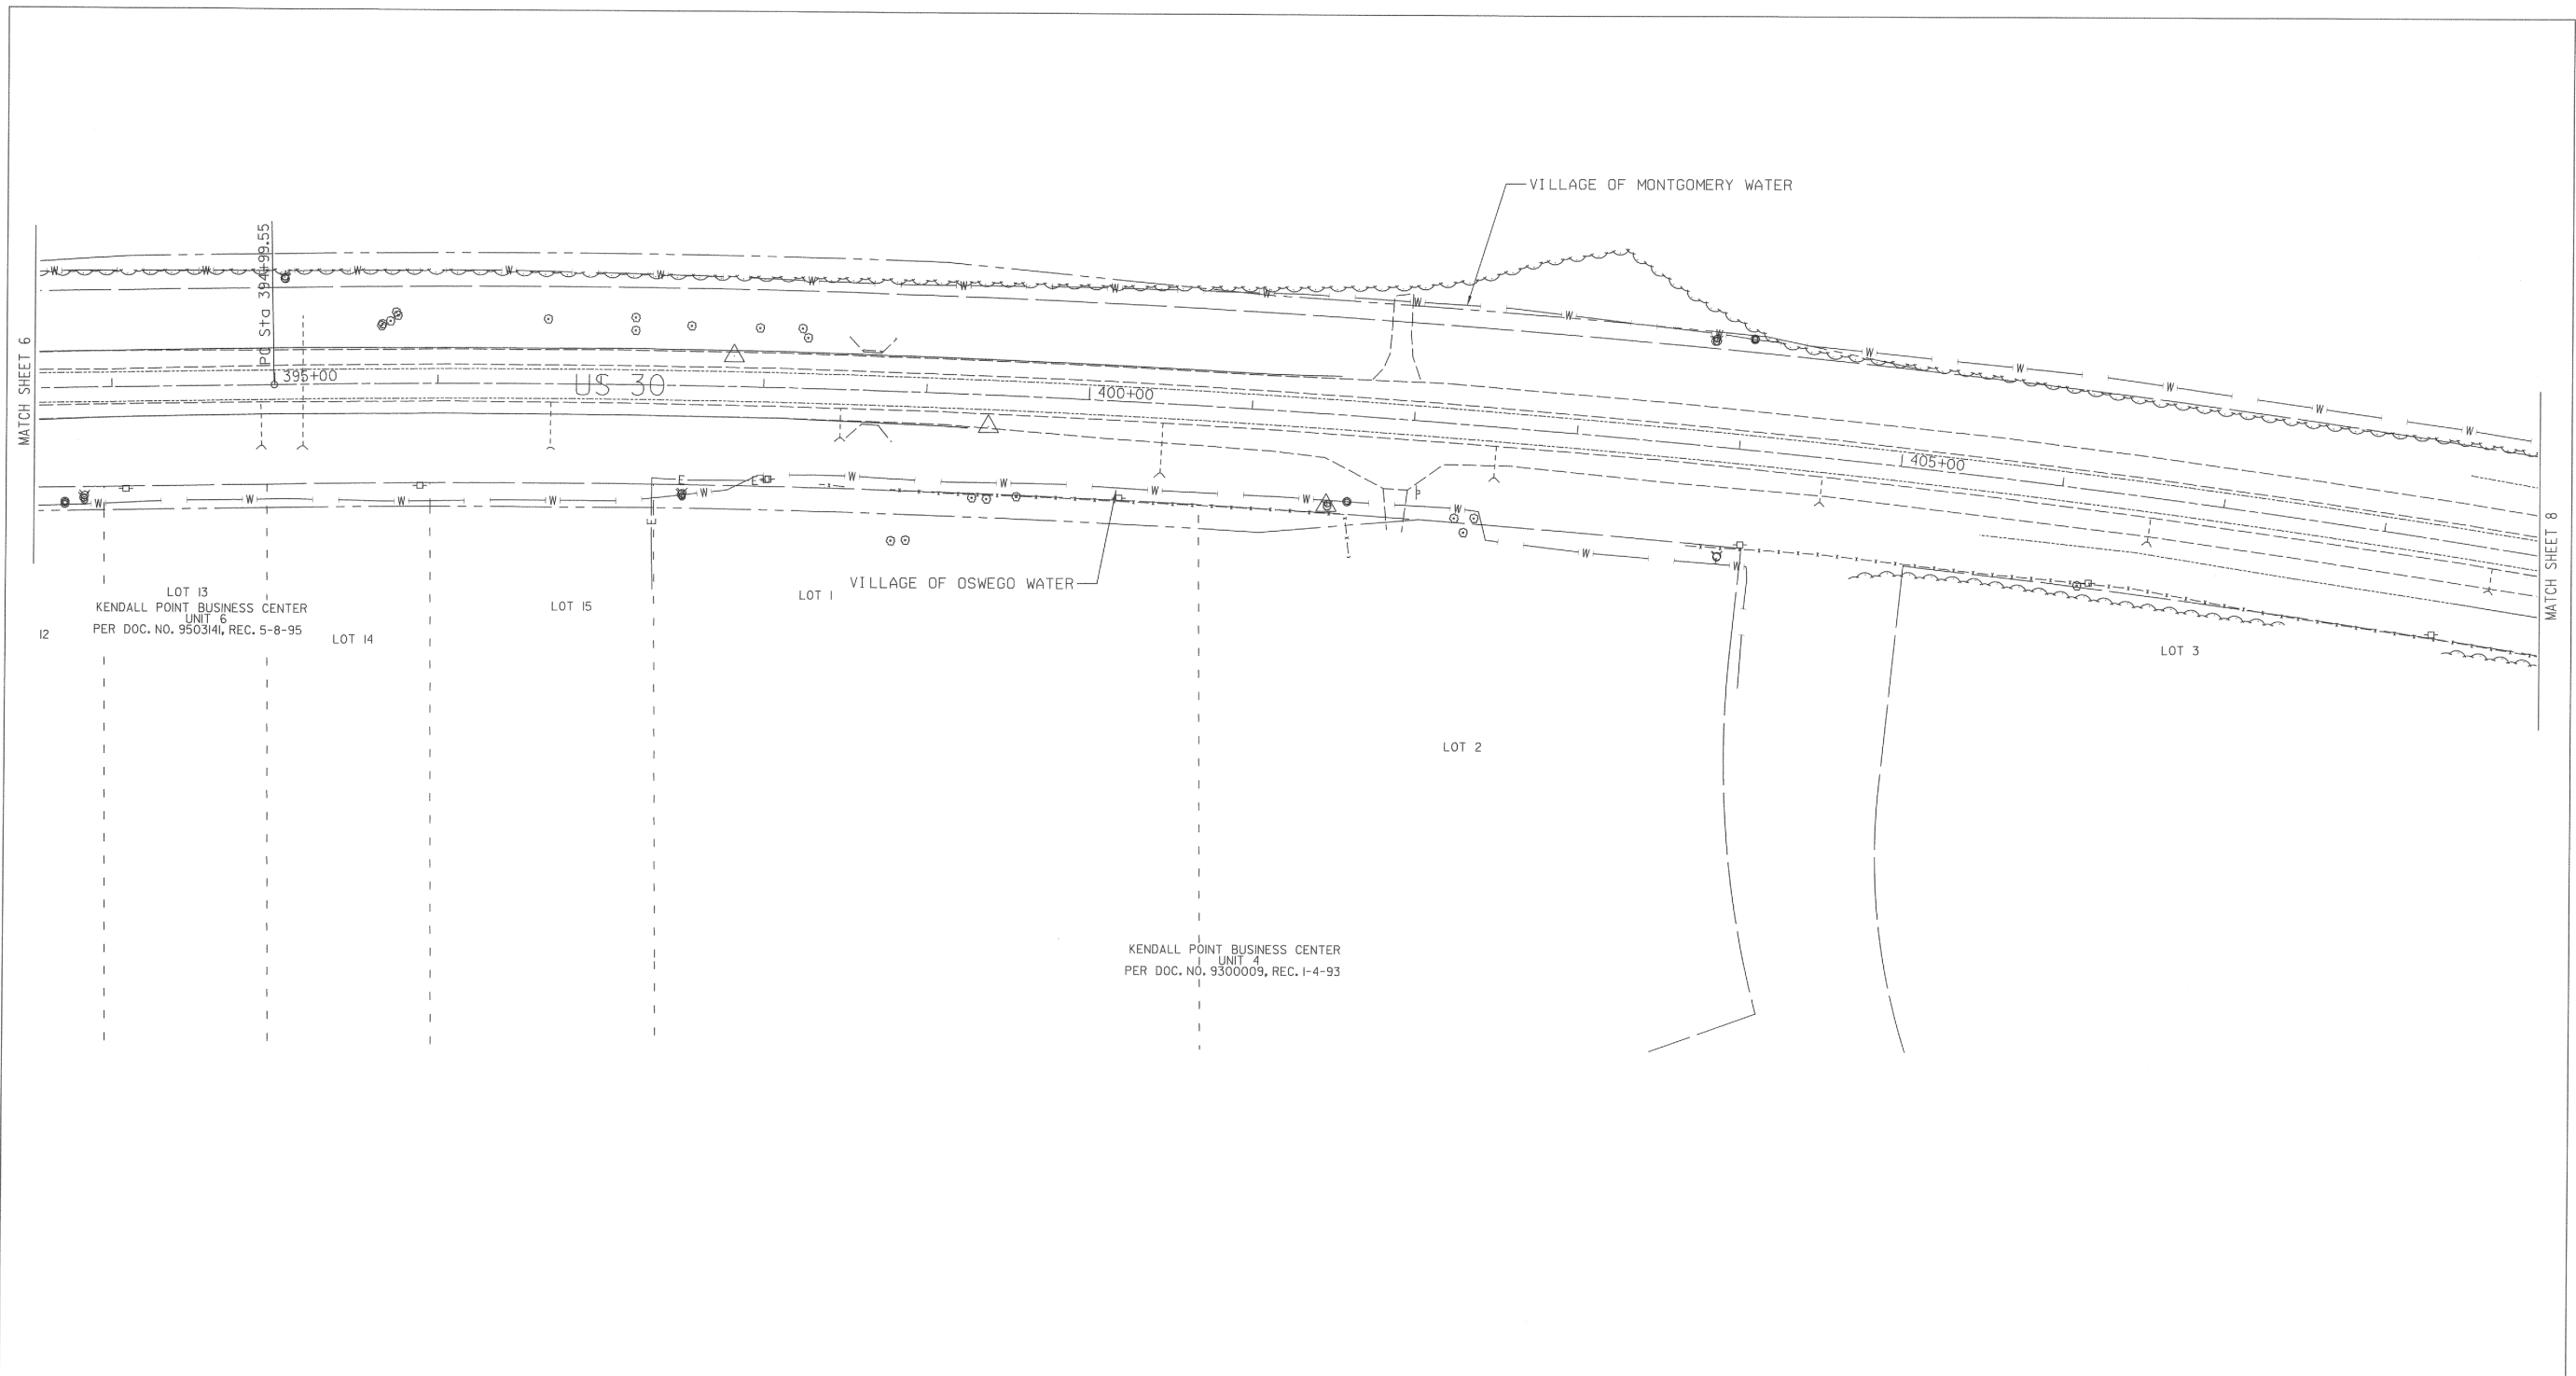 VILLAGE OF MONTGOMERY WATER
PC Sta 394+99.55
MATCH SHEET 6
395+00
US 30
400+00
405+00
MATCH SHEET 8
W W W W W W W W W W W W W W W W W
E E
W W W W W W W W W W W W
E
VILLAGE OF OSWEGO WATER
LOT 13
KENDALL POINT BUSINESS CENTER
UNIT 6
PER DOC. NO. 9503141, REC. 5-8-95
12
LOT 14
LOT 15
LOT 1
LOT 2
LOT 3
KENDALL POINT BUSINESS CENTER
UNIT 4
PER DOC. NO. 9300009, REC. 1-4-93